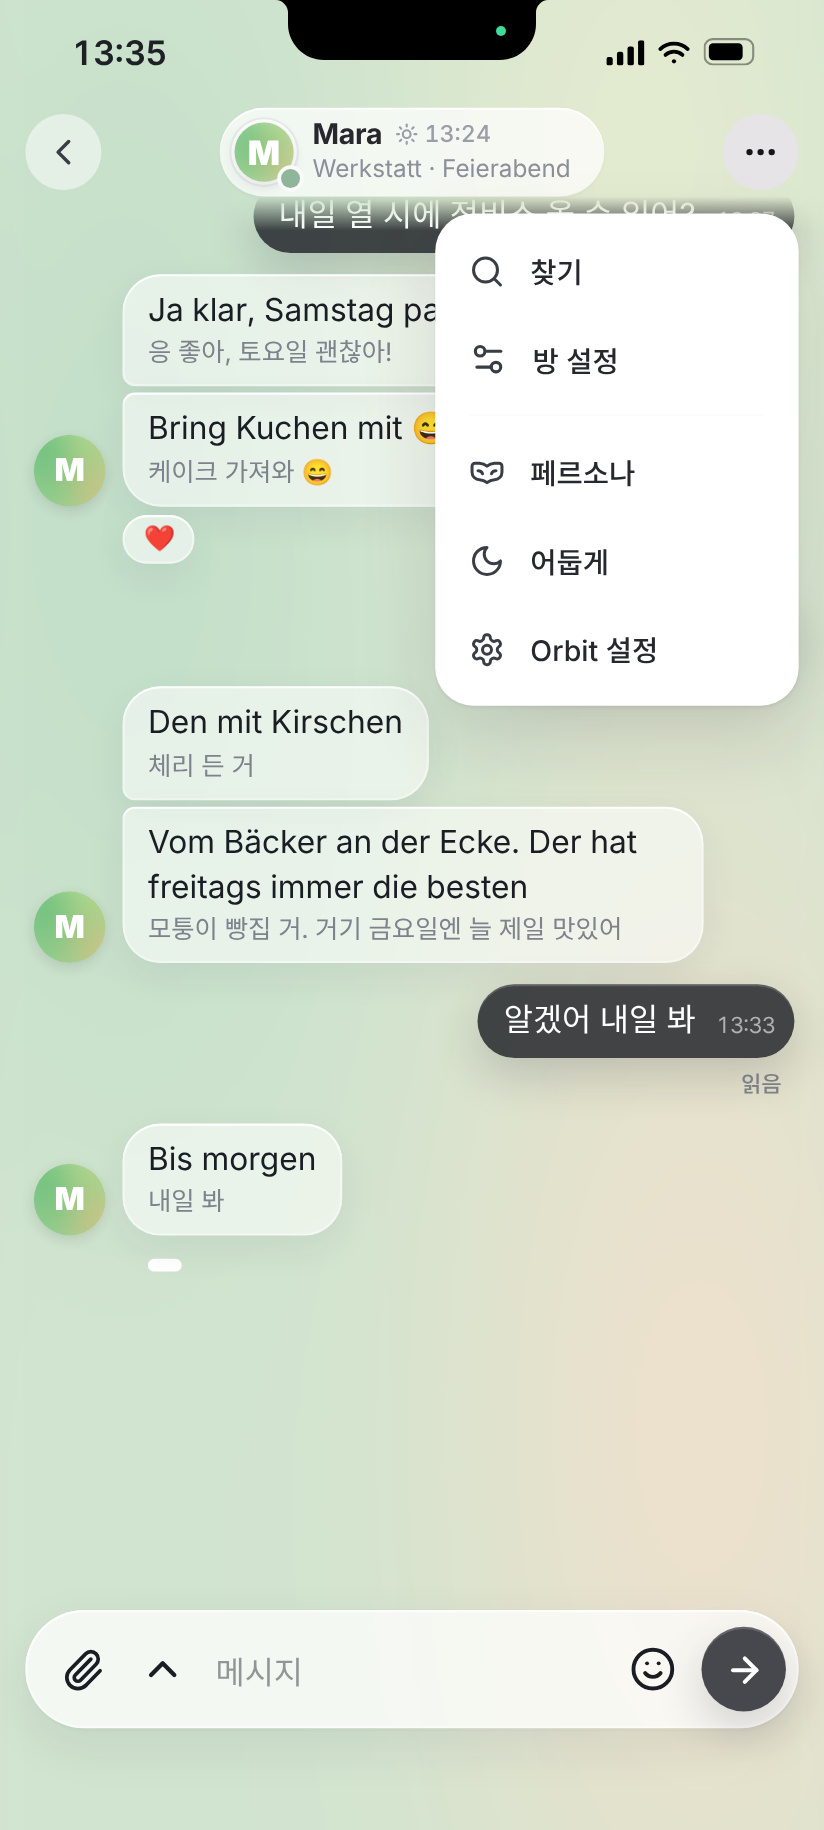 13:35
M
Mara 13:24
Werkstatt · Feierabend
내일 열 시에
Ja klar, Samstag
응 좋아, 토요일 괜찮아!
Bring Kuchen mit 😄
케이크 가져와 😄
M
❤️
찾기
방 설정
페르소나
어둡게
Orbit 설정
Den mit Kirschen
체리 든 거
Vom Bäcker an der Ecke. Der hat
freitags immer die besten
모퉁이 빵집 거. 거기 금요일엔 늘 제일 맛있어
M
알겠어 내일 봐 13:33
읽음
Bis morgen
내일 봐
M
메시지